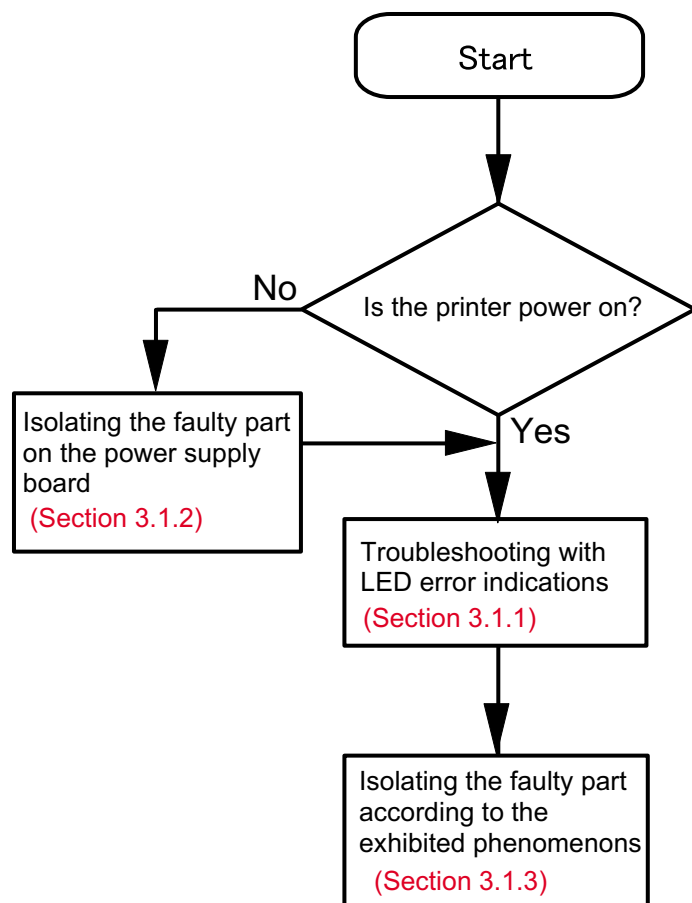 Start
Is the printer power on?
No
Yes
Isolating the faulty part
on the power supply
board
(Section 3.1.2)
Troubleshooting with
LED error indications
(Section 3.1.1)
Isolating the faulty part
according to the
exhibited phenomenons
(Section 3.1.3)